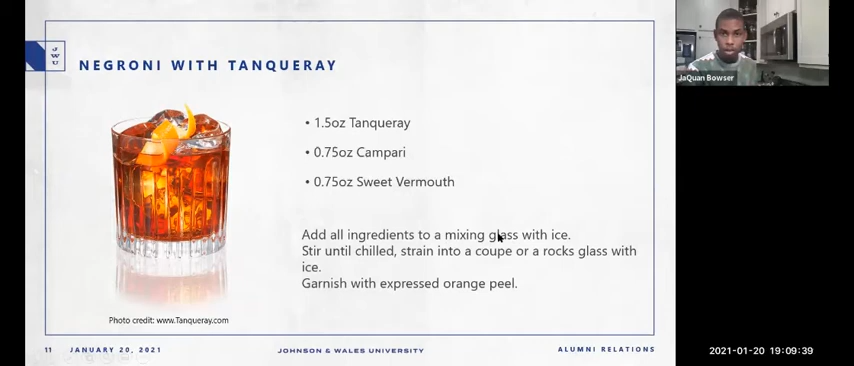 J
W
U
NEGRONI WITH TANQUERAY
• 1.5oz Tanqueray
• 0.75oz Campari
• 0.75oz Sweet Vermouth
Add all ingredients to a mixing glass with ice.
Stir until chilled, strain into a coupe or a rocks glass with
ice.
Garnish with expressed orange peel.
Photo credit: www.Tanqueray.com
11 JANUARY 20, 2021 JOHNSON & WALES UNIVERSITY ALUMNI RELATIONS
JaQuan Bowser
2021-01-20 19:09:39